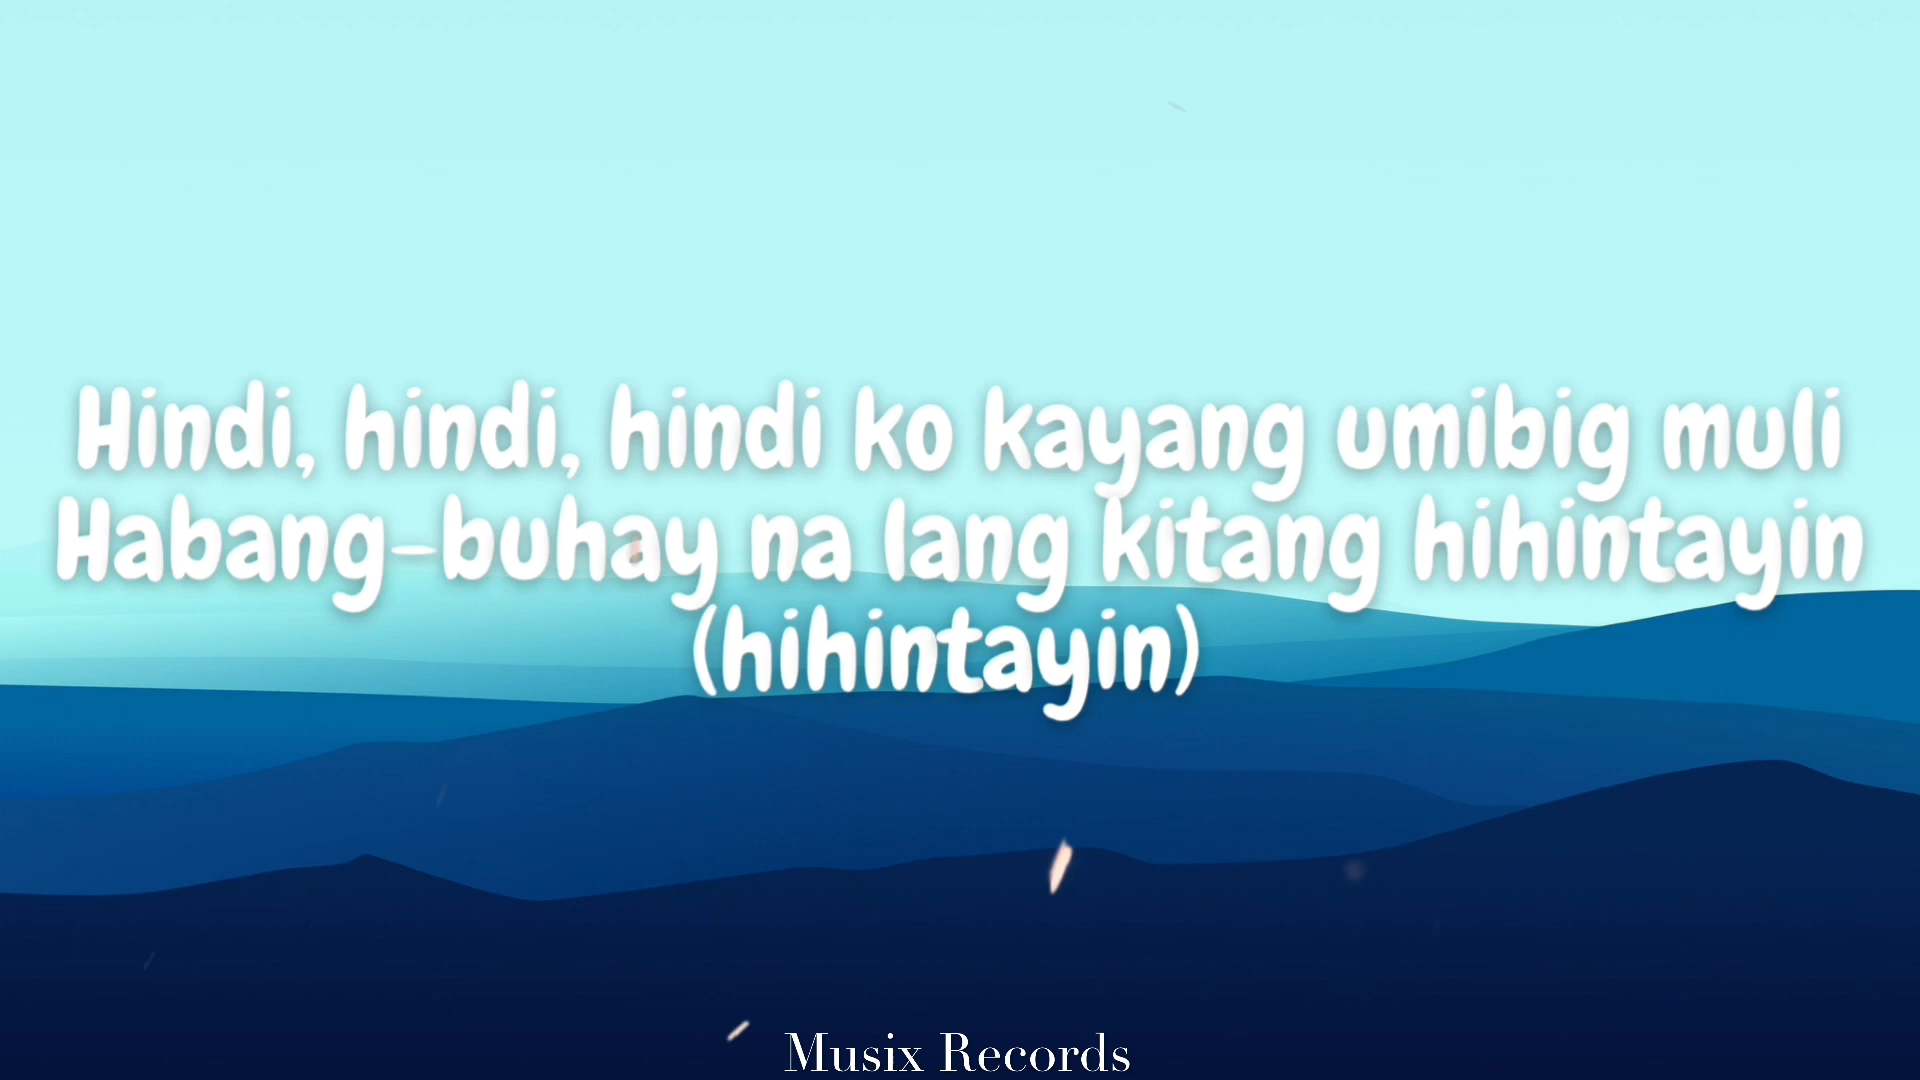 Hindi, hindi, hindi ko kayang umibig muli
Habang-buhay na lang kitang hihintayin
(hihintayin)
Musix Records